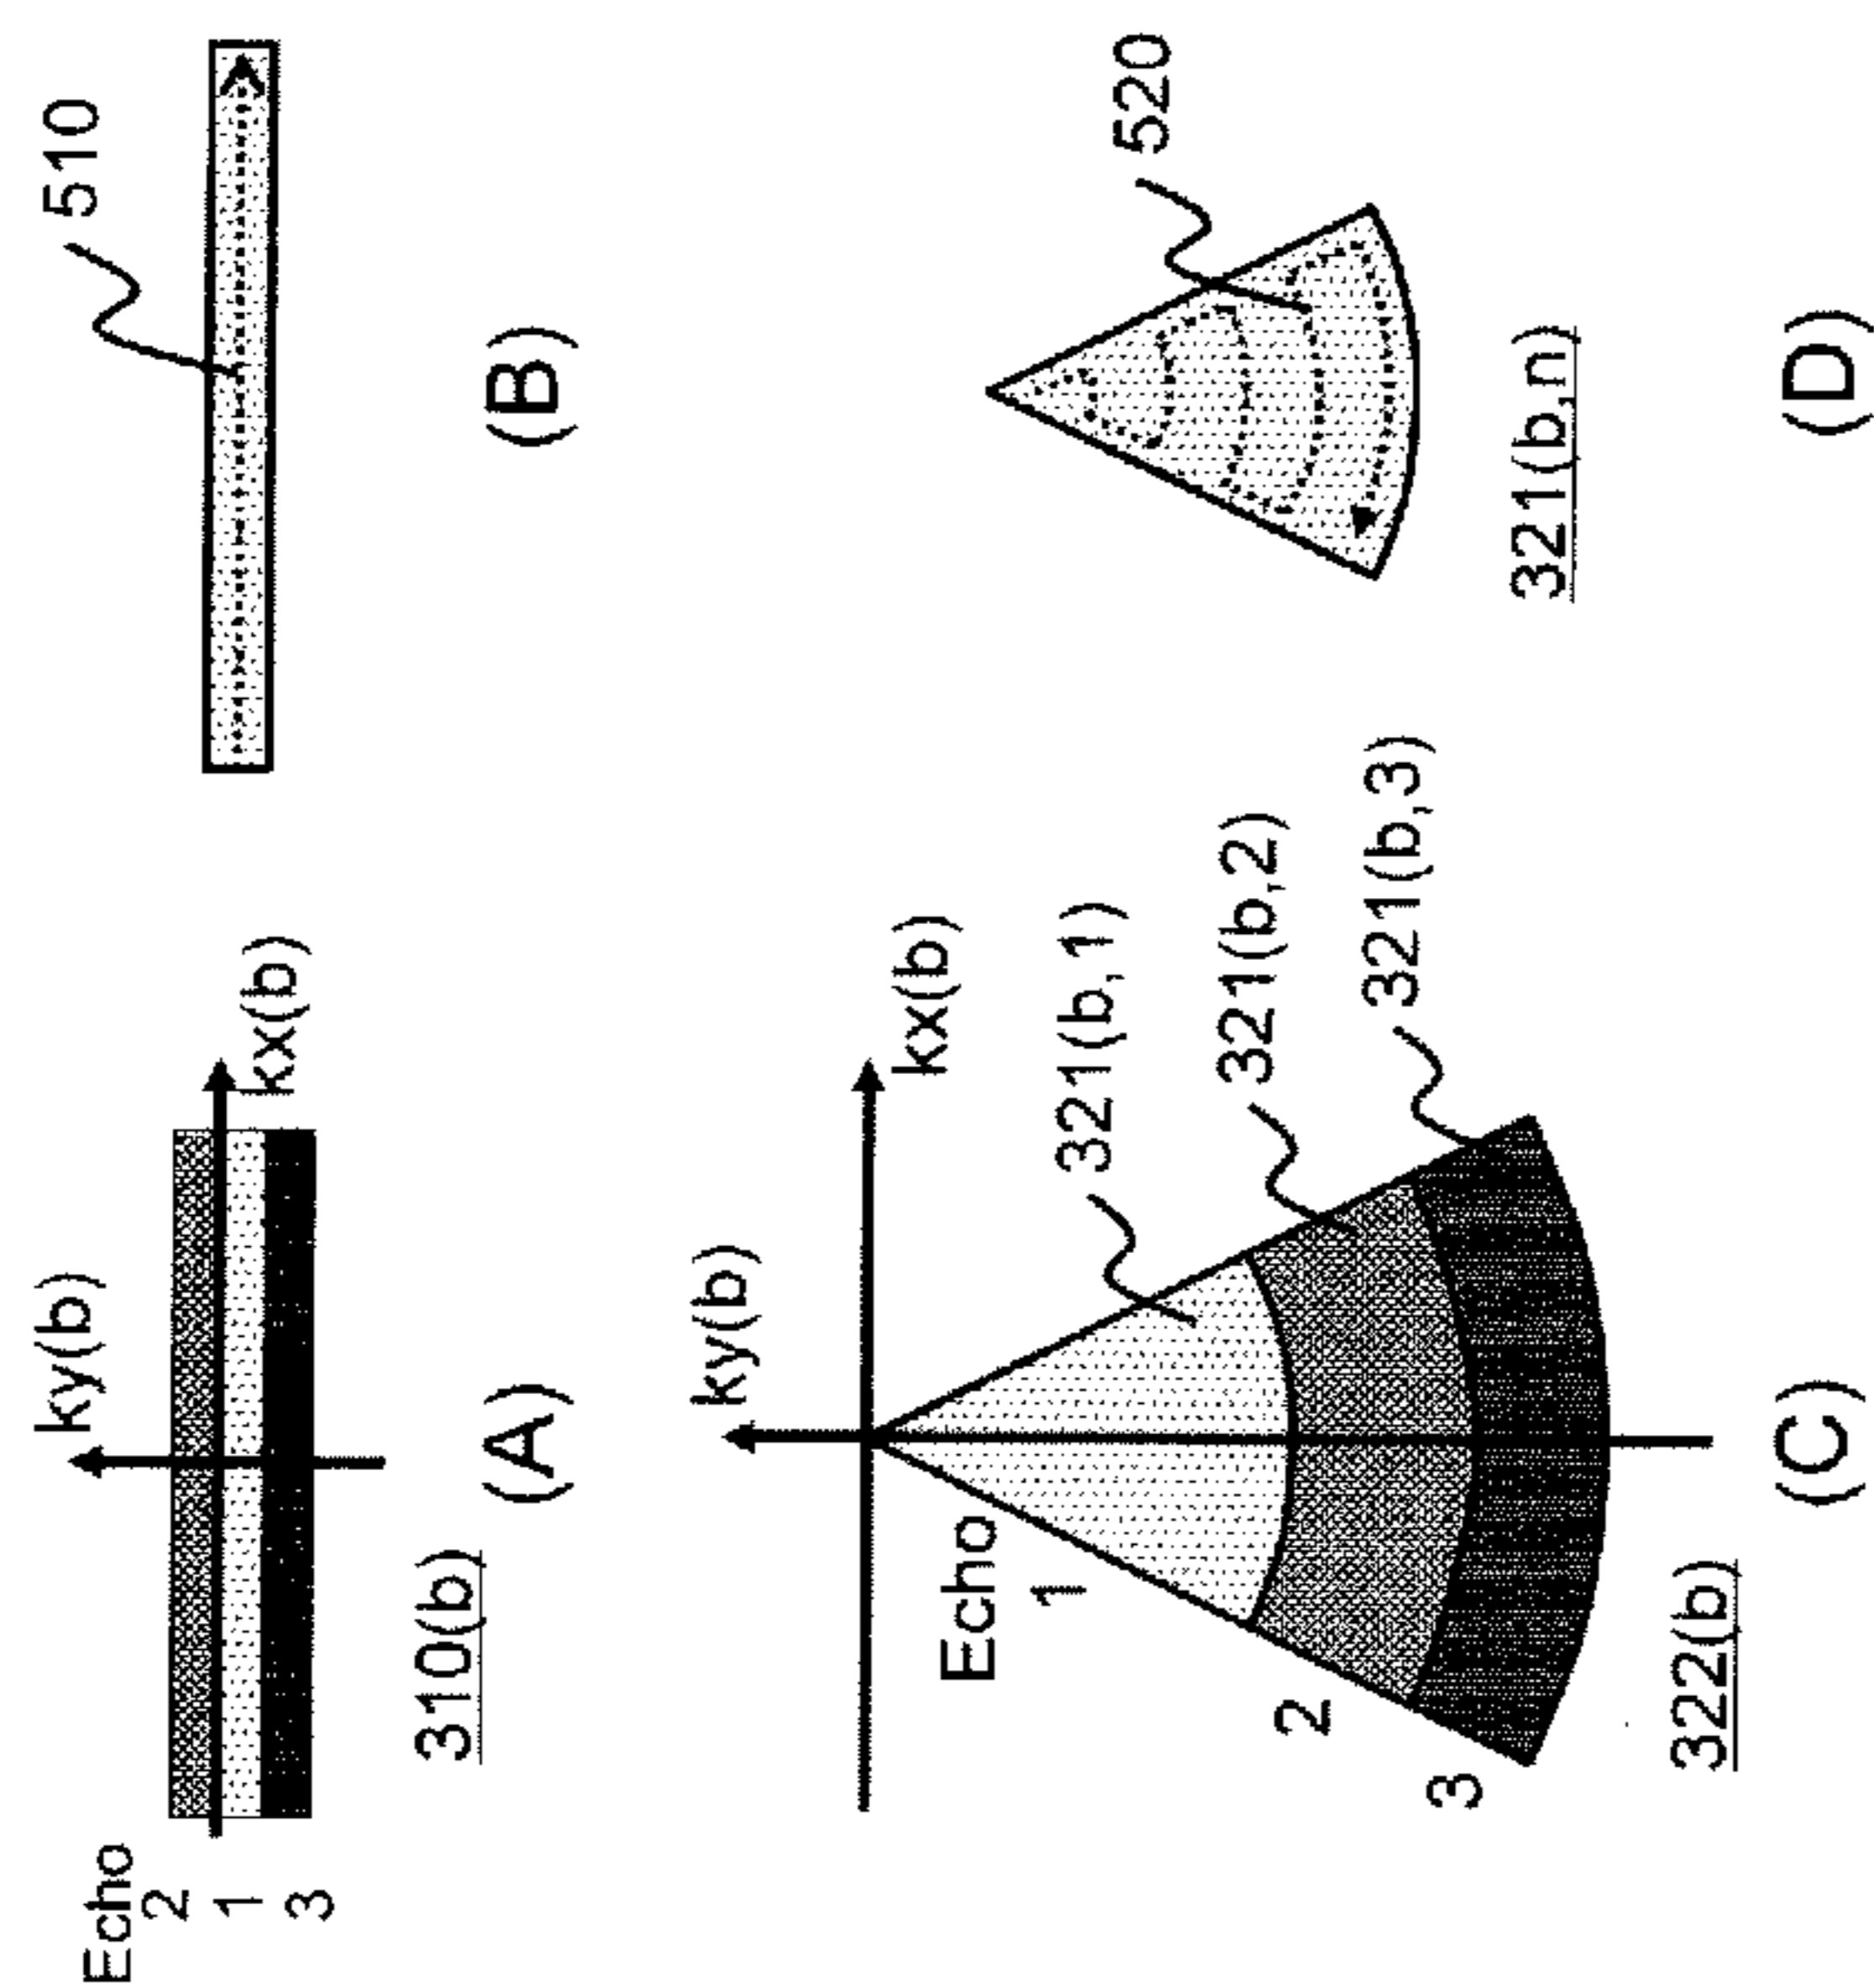 ky(b)
Echo
2
1
3
kx(b)
310(b)
(A)
510
(B)
ky(b)
kx(b)
Echo
1
2
3
321(b,1)
321(b,2)
321(b,3)
322(b)
(C)
520
321(b,n)
(D)